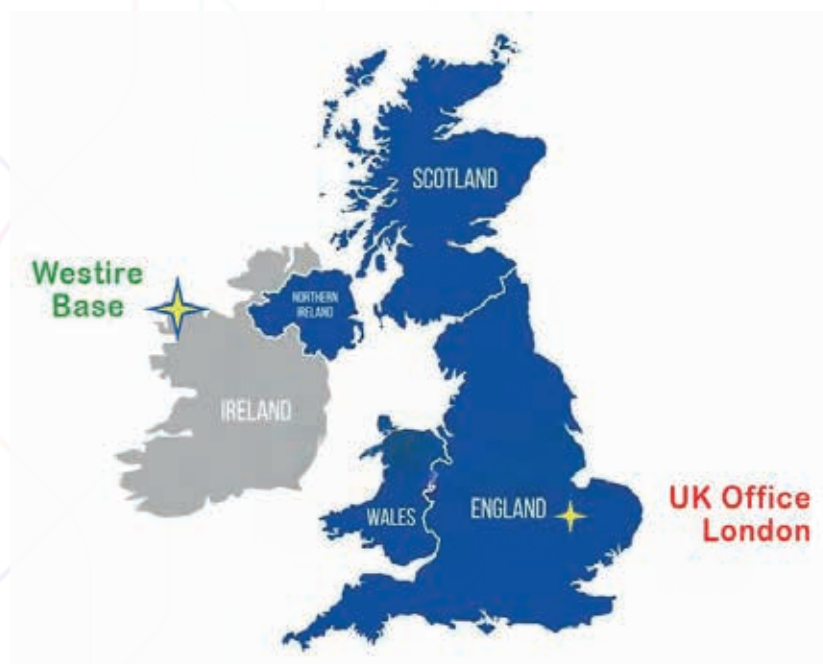 SCOTLAND
Westire
Base
NORTHERN
IRELAND
IRELAND
WALES
ENGLAND
UK Office
London